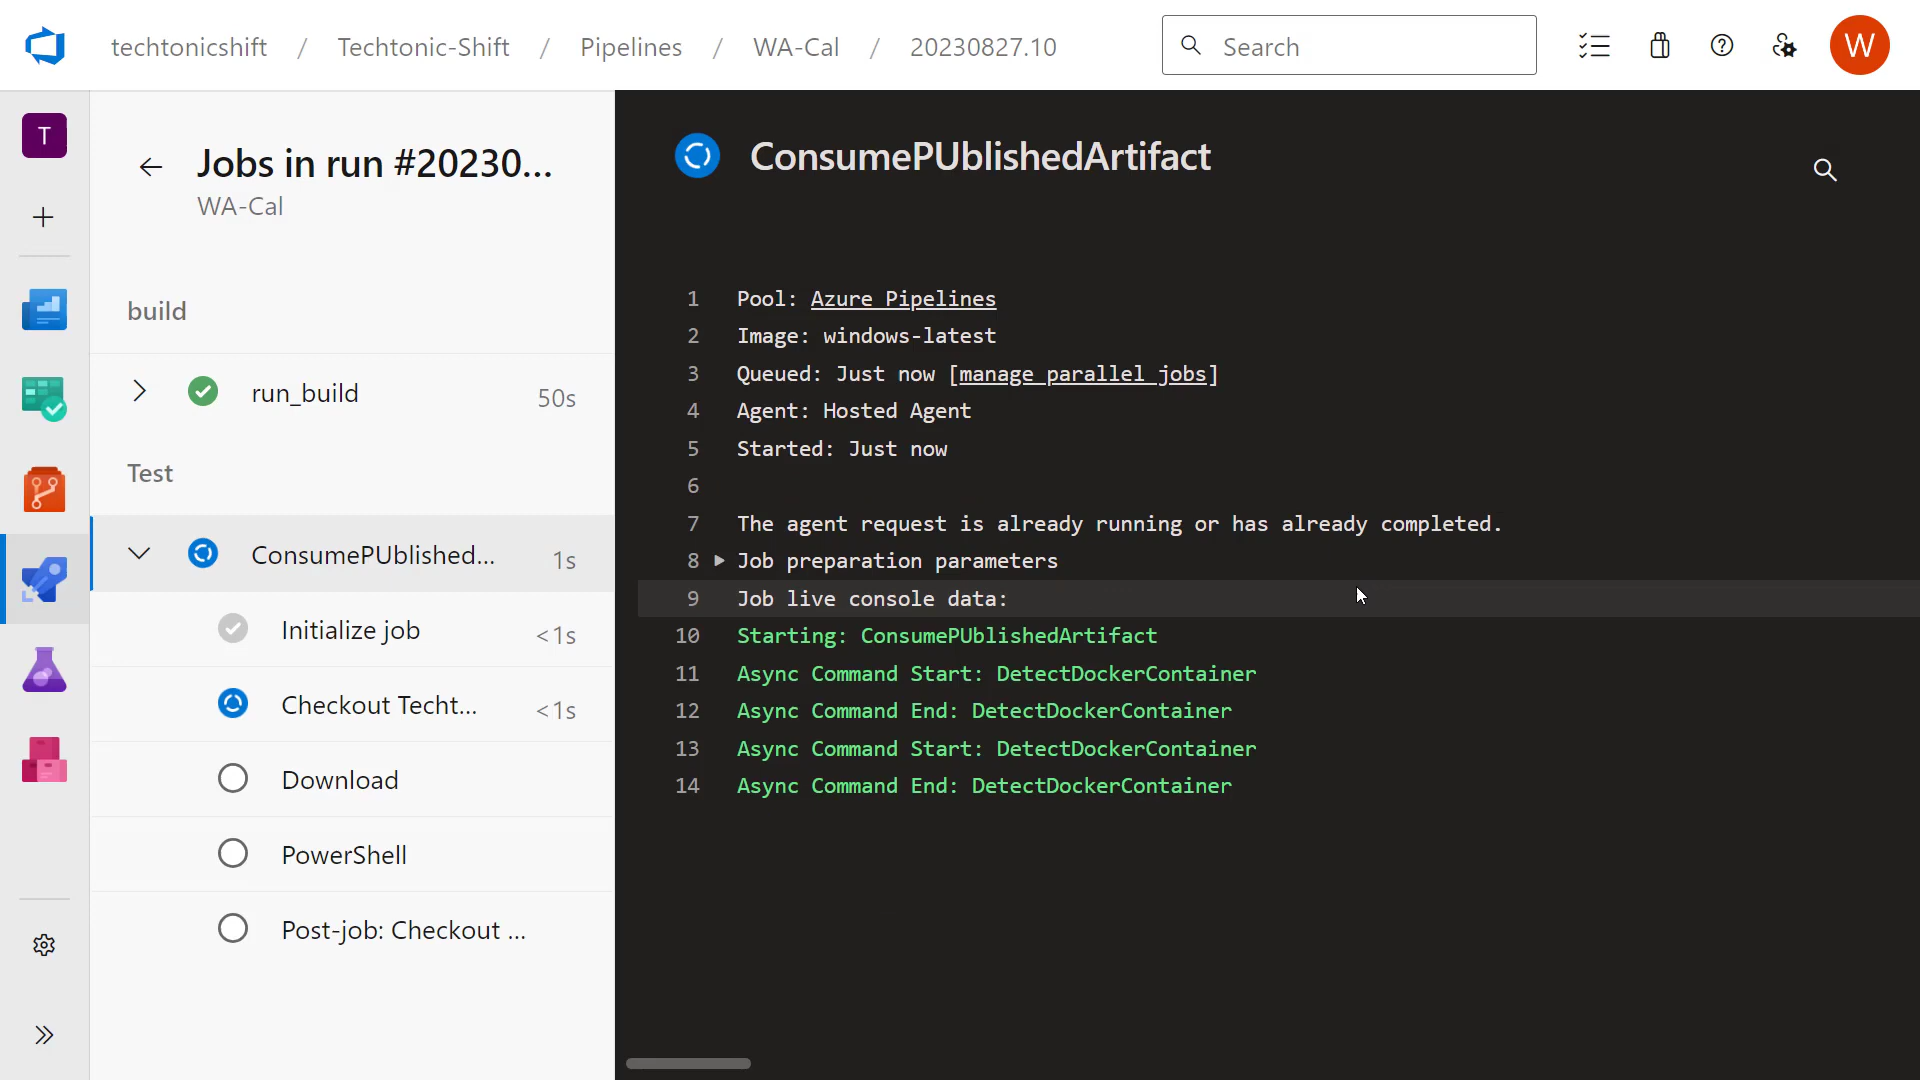 techtonicshift / Techtonic-Shift / Pipelines / WA-Cal / 20230827.10
Search
W
T
Jobs in run #20230...
WA-Cal
build
run_build 50s
Test
ConsumePUblished... 1s
Initialize job <1s
Checkout Techt... <1s
Download
PowerShell
Post-job: Checkout ...
ConsumePUblishedArtifact
1 Pool: Azure Pipelines
2 Image: windows-latest
3 Queued: Just now [manage parallel jobs]
4 Agent: Hosted Agent
5 Started: Just now
6
7 The agent request is already running or has already completed.
8 Job preparation parameters
9 Job live console data:
10 Starting: ConsumePUblishedArtifact
11 Async Command Start: DetectDockerContainer
12 Async Command End: DetectDockerContainer
13 Async Command Start: DetectDockerContainer
14 Async Command End: DetectDockerContainer